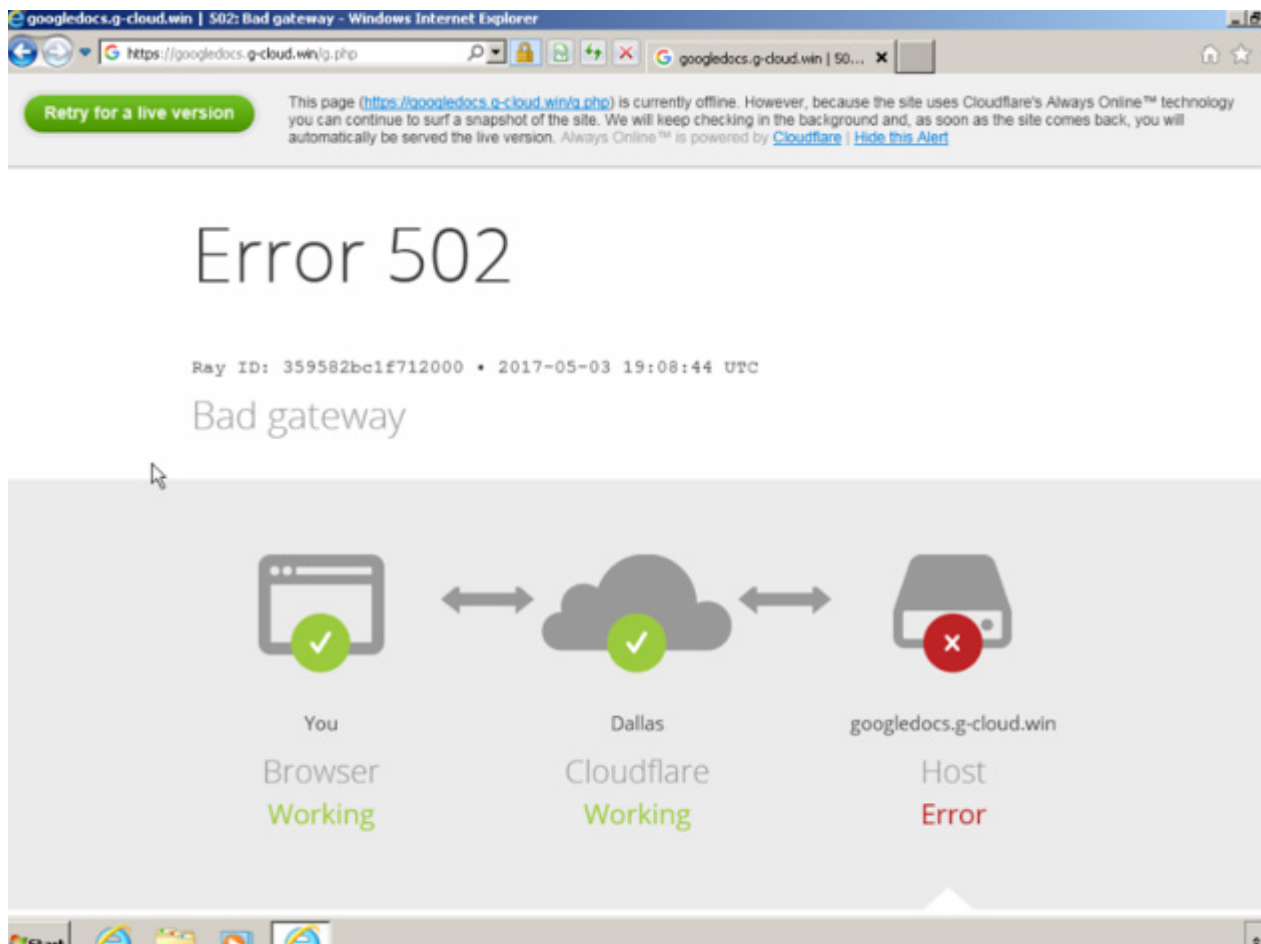 googledocs.g-cloud.win | 502: Bad gateway - Windows Internet Explorer
https://googledocs.g-cloud.win/g.php
googledocs.g-cloud.win | 50...
Retry for a live version
This page (https://googledocs.g-cloud.win/g.php) is currently offline. However, because the site uses Cloudflare's Always Online™ technology
you can continue to surf a snapshot of the site. We will keep checking in the background and, as soon as the site comes back, you will
automatically be served the live version. Always Online™ is powered by Cloudflare | Hide this Alert
Error 502
Ray ID: 359582bc1f712000 • 2017-05-03 19:08:44 UTC
Bad gateway
You
Dallas
googledocs.g-cloud.win
Browser
Cloudflare
Host
Working
Working
Error
Start